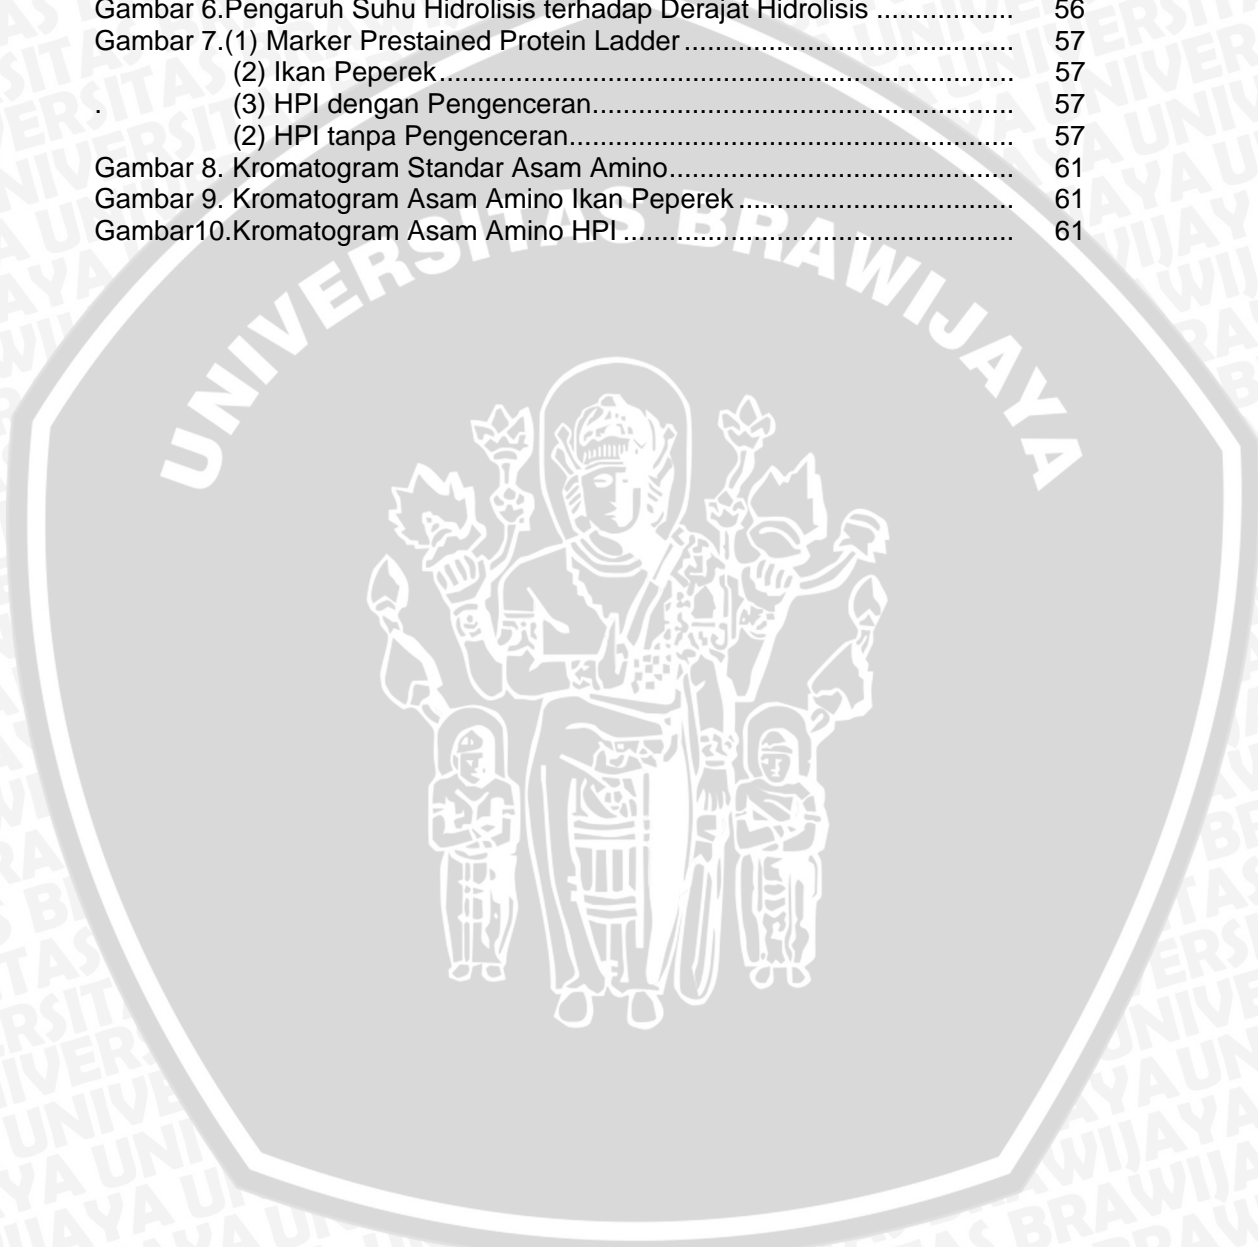 Gambar 6.Pengaruh Suhu Hidrolisis terhadap Derajat Hidrolisis .................. 56
Gambar 7.(1) Marker Prestained Protein Ladder ........................................... 57
(2) Ikan Peperek ........................................................................... 57
. (3) HPI dengan Pengenceran ....................................................... 57
(2) HPI tanpa Pengenceran .......................................................... 57
Gambar 8. Kromatogram Standar Asam Amino ............................................. 61
Gambar 9. Kromatogram Asam Amino Ikan Peperek .................................... 61
Gambar10.Kromatogram Asam Amino HPI ................................................... 61
UNIVERSITAS BRAWIJAYA